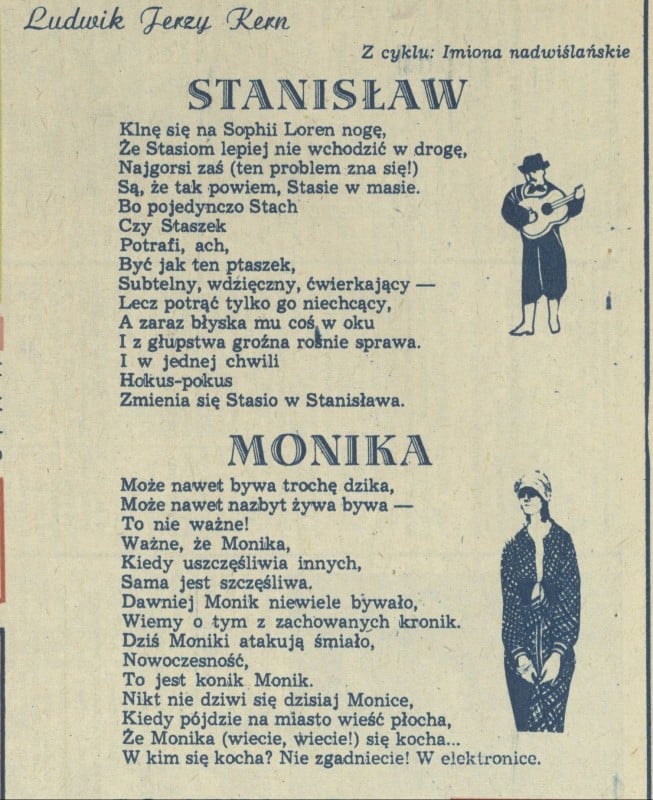 Ludwik Jerzy Kern
Z cyklu: Imiona nadwiślańskie
STANISŁAW
Klnę się na Sophii Loren nogę,
Że Stasiom lepiej nie wchodzić w drogę,
Najgorsi zaś (ten problem zna się!)
Są, że tak powiem, Stasie w masie.
Bo pojedynczo Stach
Czy Staszek
Potrafi, ach,
Być jak ten ptaszek,
Subtelny, wdzięczny, ćwierkający —
Lecz potrąć tylko go niechcący,
A zaraz błyska mu coś w oku
I z głupstwa groźna rośnie sprawa.
I w jednej chwili
Hokus-pokus
Zmienia się Stasio w Stanisława.
MONIKA
Może nawet bywa trochę dzika,
Może nawet nazbyt żywa bywa —
To nie ważne!
Ważne, że Monika,
Kiedy uszczęśliwia innych,
Sama jest szczęśliwa.
Dawniej Monik niewiele bywało,
Wiemy o tym z zachowanych kronik.
Dziś Moniki atakują śmiało,
Nowoczesność,
To jest konik Monik.
Nikt nie dziwi się dzisiaj Monice,
Kiedy pójdzie na miasto wieść płocha,
Że Monika (wiecie, wiecie!) się kocha...
W kim się kocha? Nie zgadniecie! W elektronice.